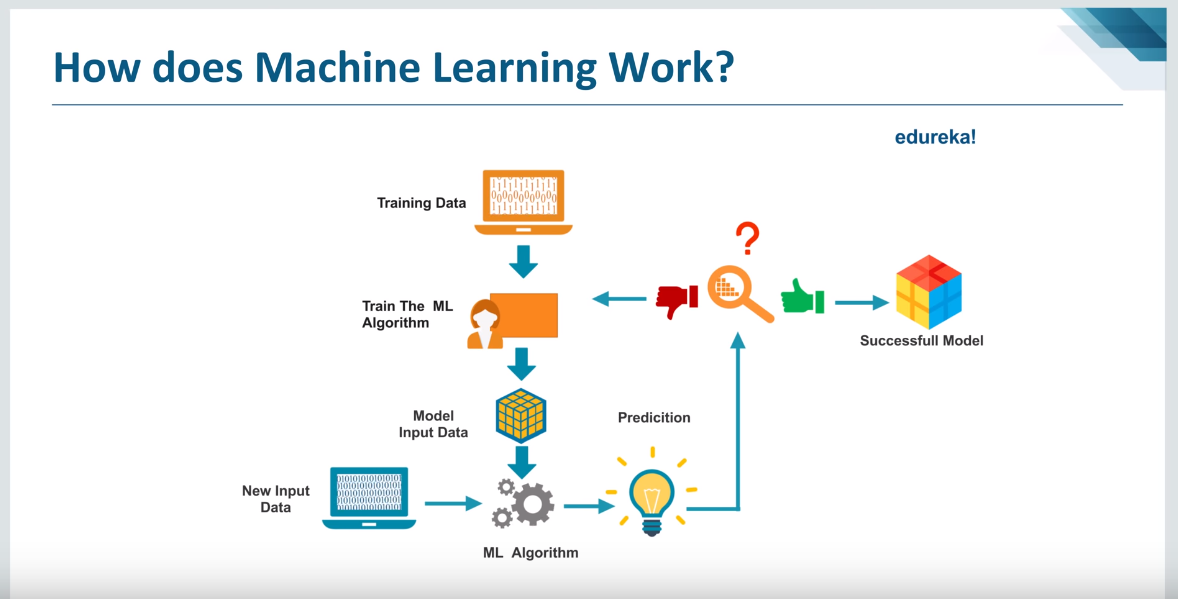 How does Machine Learning Work?
edureka!
Training Data
Train The ML
Algorithm
Model
Input Data
New Input
Data
ML Algorithm
Predicition
?
Successfull Model